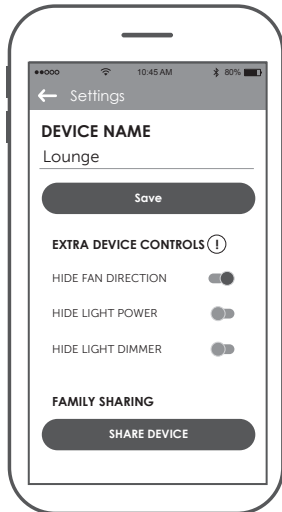 10:45 AM 80%
Settings
DEVICE NAME
Lounge
Save
EXTRA DEVICE CONTROLS !
HIDE FAN DIRECTION
HIDE LIGHT POWER
HIDE LIGHT DIMMER
FAMILY SHARING
SHARE DEVICE